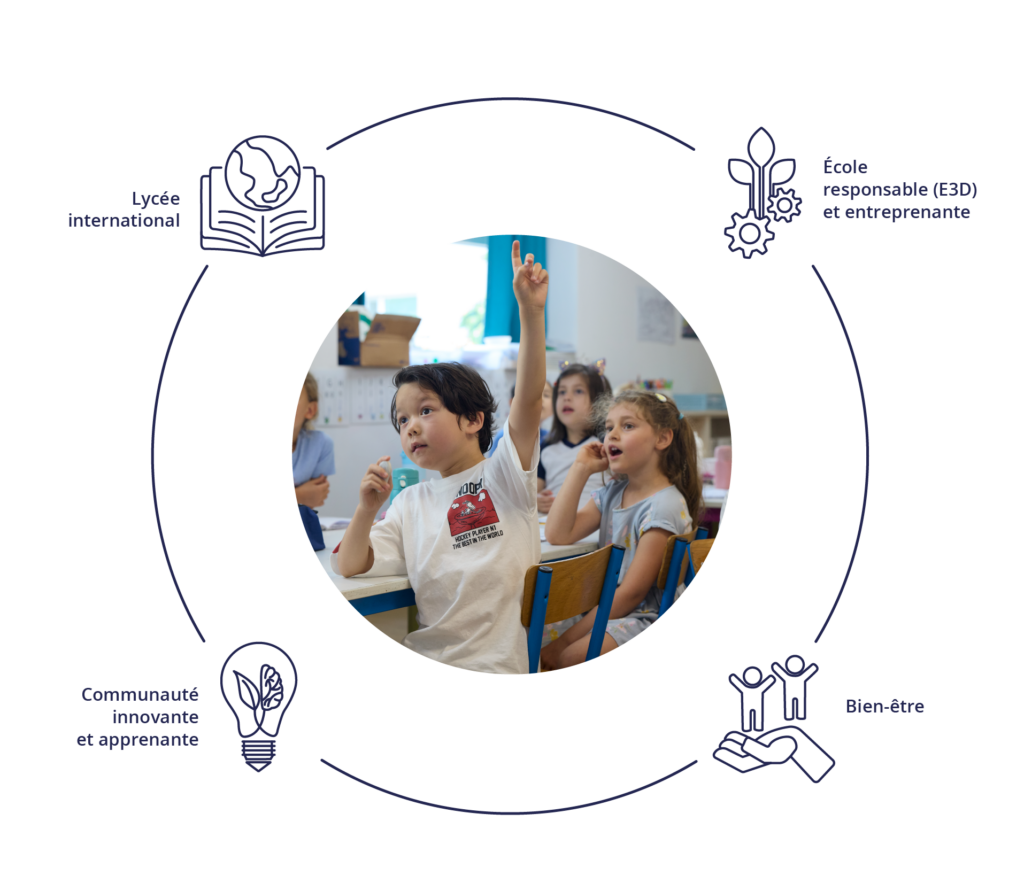 Lycée
international
École
responsable (E3D)
et entreprenante
HOCKEY PLAYER N1
THE BEST IN THE WORLD
Communauté
innovante
et apprenante
Bien-être